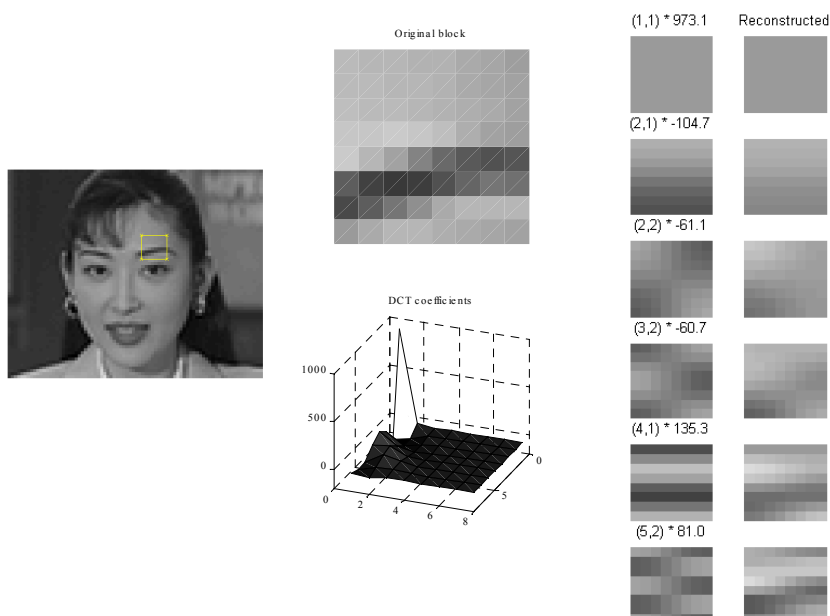 Original block
DCT coefficients
1000
500
0
0
2
4
6
8
5
0
(1,1) * 973.1
Reconstructed
(2,1) * -104.7
(2,2) * -61.1
(3,2) * -60.7
(4,1) * 135.3
(5,2) * 81.0